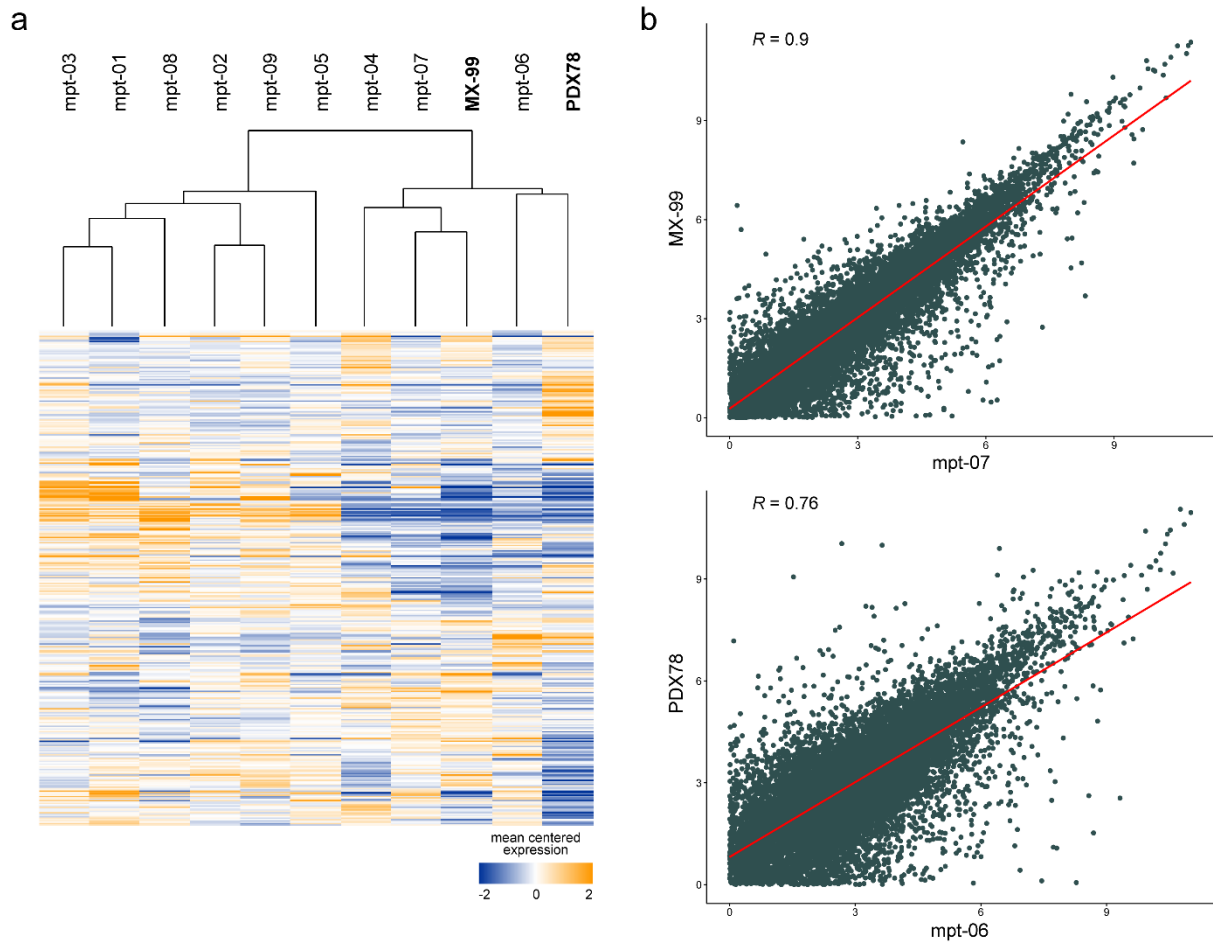 a
mpt-03
mpt-01
mpt-08
mpt-02
mpt-09
mpt-05
mpt-04
mpt-07
MX-99
mpt-06
PDX78
mean centered
expression
-2 0 2
b
R = 0.9
MX-99
9
6
3
0
0 3 6 9
mpt-07
R = 0.76
PDX78
9
6
3
0
0 3 6 9
mpt-06